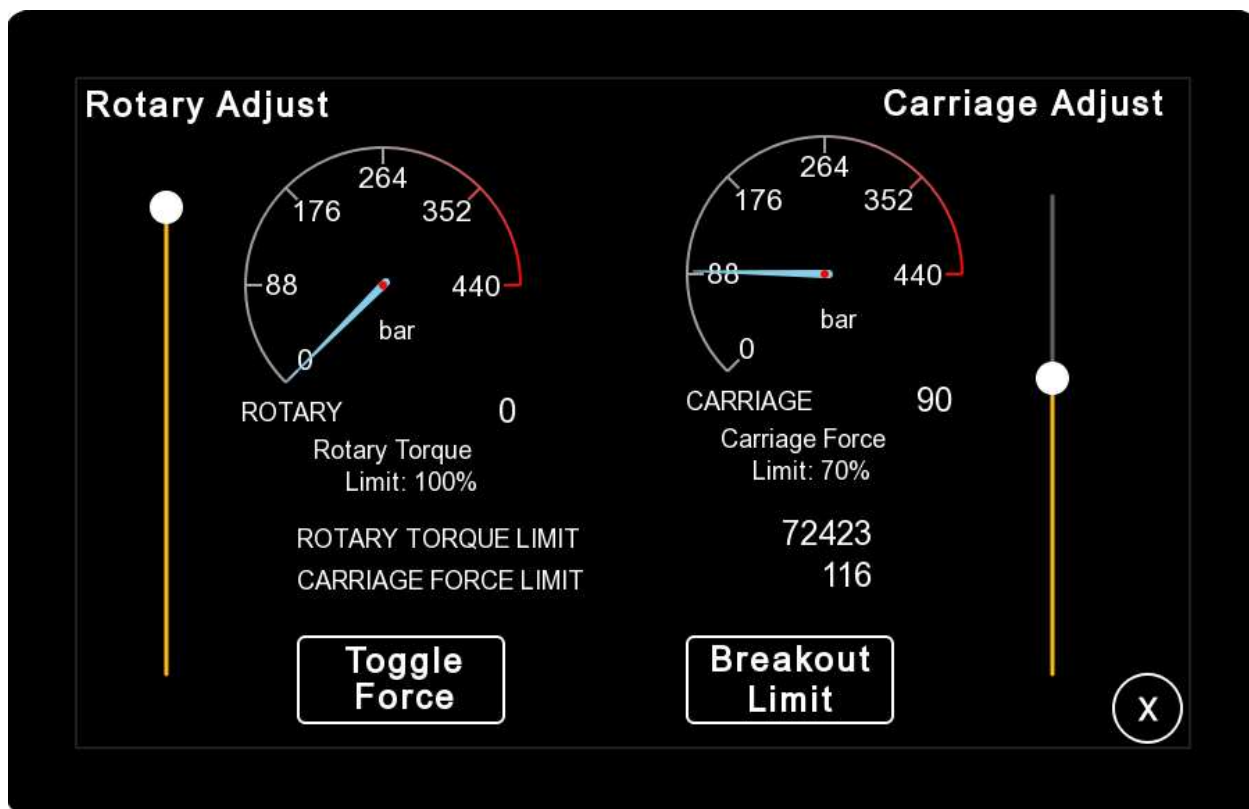 Rotary Adjust
Carriage Adjust
264
176
352
88
440
bar
0
ROTARY
0
Rotary Torque
Limit: 100%
264
176
352
88
440
bar
0
CARRIAGE
90
Carriage Force
Limit: 70%
ROTARY TORQUE LIMIT
72423
CARRIAGE FORCE LIMIT
116
Toggle
Force
Breakout
Limit
X